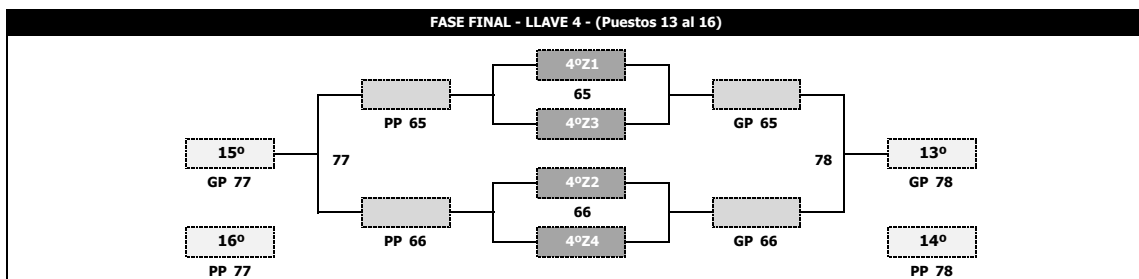 FASE FINAL - LLAVE 4 - (Puestos 13 al 16)
4ºZ1
65
4ºZ3
PP 65
GP 65
15º
77
78
13º
GP 77
GP 78
4ºZ2
66
4ºZ4
PP 66
GP 66
16º
14º
PP 77
PP 78